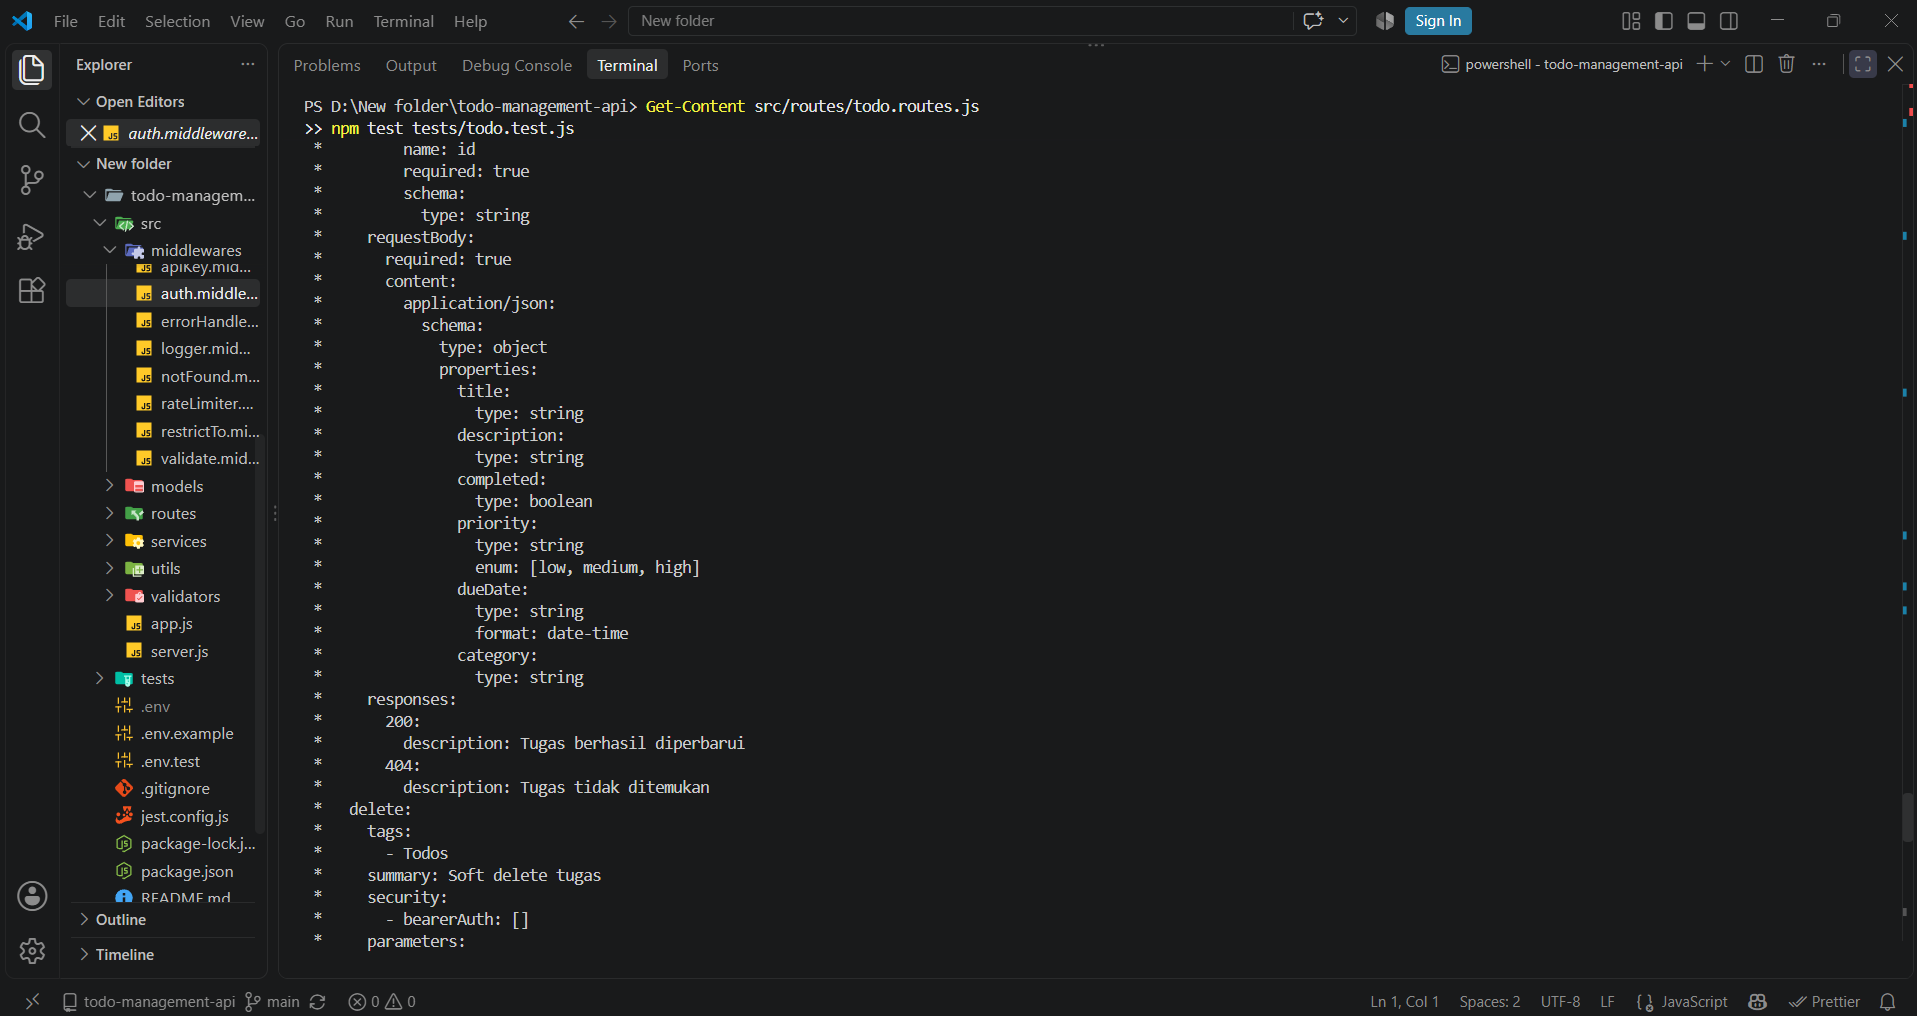 File Edit Selection View Go Run Terminal Help
New folder
Sign In
Explorer
Problems Output Debug Console Terminal Ports
powershell - todo-management-api
Open Editors
auth.middleware...
New folder
todo-managem...
src
middlewares
apiKey.mid...
auth.middle...
errorHandle...
logger.mid...
notFound.m...
rateLimiter....
restrictTo.mi...
validate.mid...
models
routes
services
utils
validators
app.js
server.js
tests
.env
.env.example
.env.test
.gitignore
jest.config.js
package-lock.j...
package.json
README.md
Outline
Timeline
PS D:\New folder\todo-management-api> Get-Content src/routes/todo.routes.js
>> npm test tests/todo.test.js
*         name: id
*         required: true
*         schema:
*           type: string
*     requestBody:
*       required: true
*       content:
*         application/json:
*           schema:
*             type: object
*             properties:
*               title:
*                 type: string
*               description:
*                 type: string
*               completed:
*                 type: boolean
*               priority:
*                 type: string
*                 enum: [low, medium, high]
*               dueDate:
*                 type: string
*                 format: date-time
*               category:
*                 type: string
*     responses:
*       200:
*         description: Tugas berhasil diperbarui
*       404:
*         description: Tugas tidak ditemukan
*   delete:
*     tags:
*       - Todos
*     summary: Soft delete tugas
*     security:
*       - bearerAuth: []
*     parameters:
todo-management-api main 0 0
Ln 1, Col 1 Spaces: 2 UTF-8 LF JavaScript Prettier